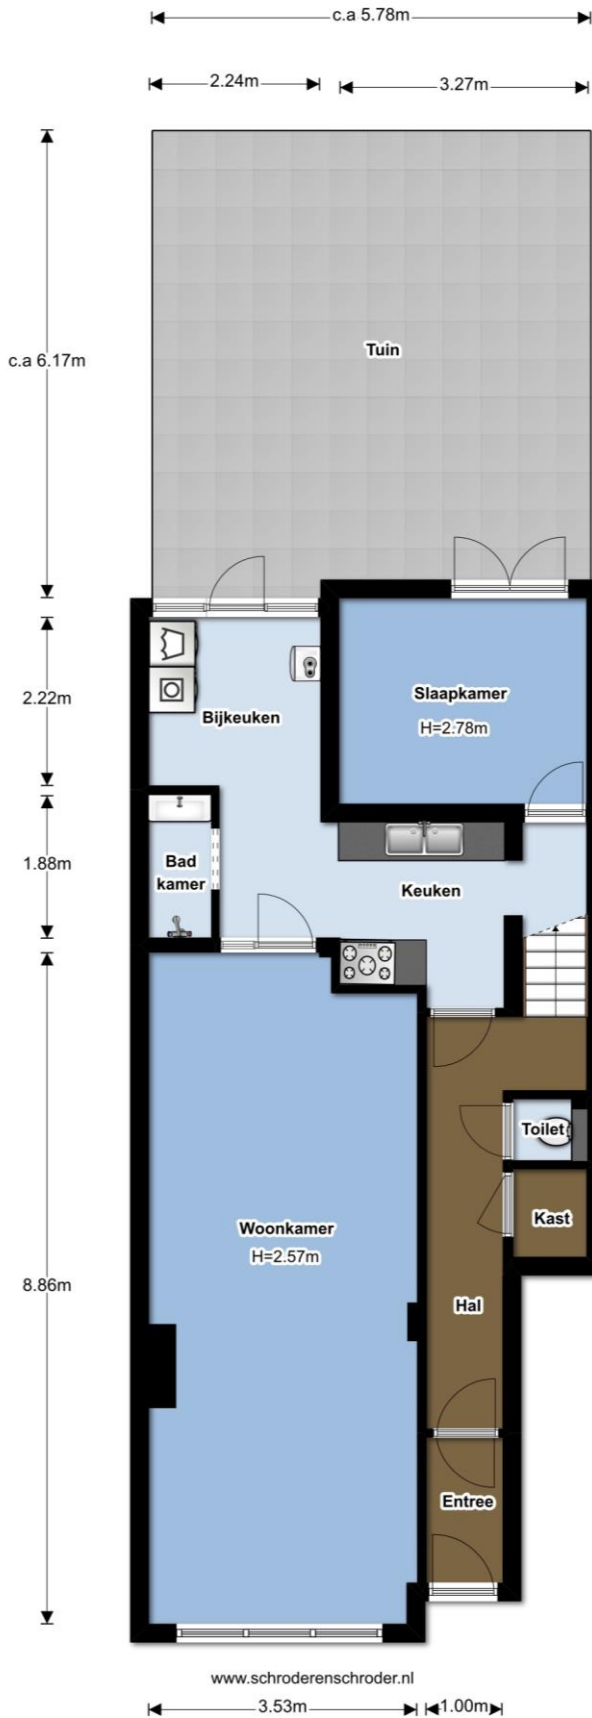 c.a 5.78m
2.24m
3.27m
c.a 6.17m
Tuin
2.22m
Bijkeuken
Slaapkamer
H=2.78m
1.88m
Bad
kamer
Keuken
Toilet
Kast
Woonkamer
H=2.57m
8.86m
Hal
Entree
www.schroderenschroder.nl
3.53m
1.00m